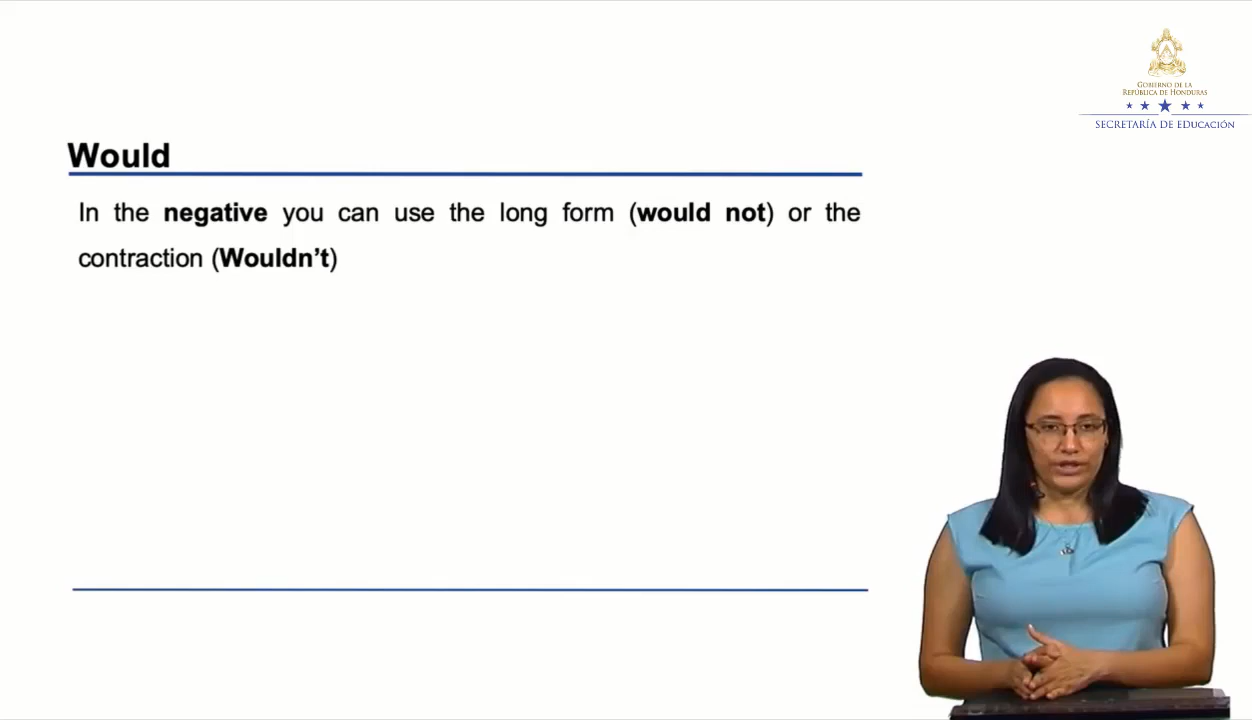 GOBIERNO DE LA
REPÚBLICA DE HONDURAS
SECRETARÍA DE EDUCACIÓN
Would
In the negative you can use the long form (would not) or the
contraction (Wouldn’t)